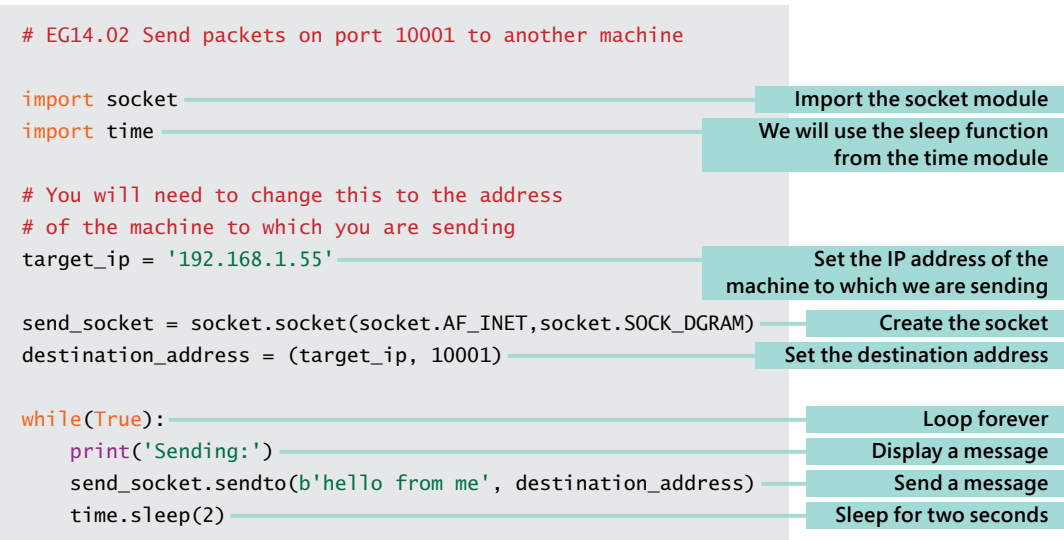 # EG14.02 Send packets on port 10001 to another machine
import socket
Import the socket module
import time
We will use the sleep function
from the time module
# You will need to change this to the address
# of the machine to which you are sending
target_ip = '192.168.1.55'
Set the IP address of the
machine to which we are sending
send_socket = socket.socket(socket.AF_INET,socket.SOCK_DGRAM)
Create the socket
destination_address = (target_ip, 10001)
Set the destination address
while(True):
Loop forever
    print('Sending:')
Display a message
    send_socket.sendto(b'hello from me', destination_address)
Send a message
    time.sleep(2)
Sleep for two seconds